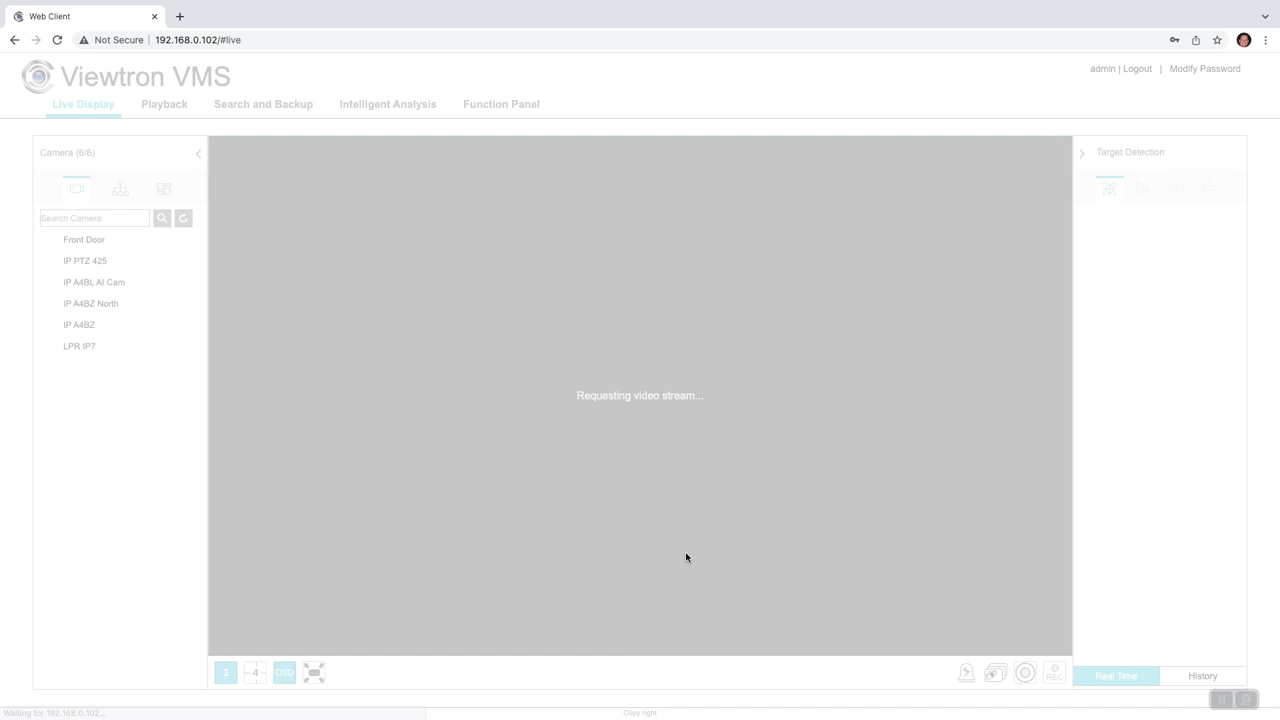 Web Client
Not Secure 192.168.0.102/#live
Viewtron VMS
admin | Logout | Modify Password
Live Display Playback Search and Backup Intelligent Analysis Function Panel
Camera (6/6)
Target Detection
Search Camera
Front Door
IP PTZ 425
IP A4BL AI Cam
IP A4BZ North
IP A4BZ
LPR IP7
Requesting video stream...
1 4 OSD REC
Real Time History
Waiting for 192.168.0.102...
Copy right